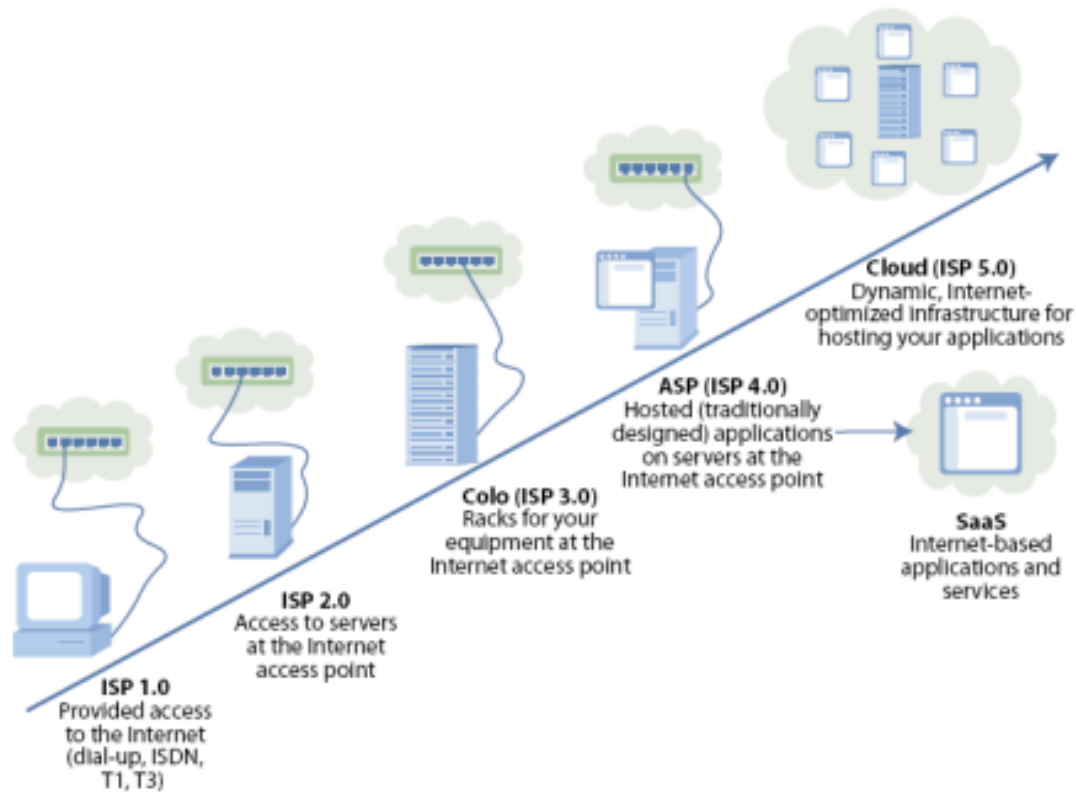 Cloud (ISP 5.0)
Dynamic, Internet-
optimized infrastructure for
hosting your applications
ASP (ISP 4.0)
Hosted (traditionally
designed) applications
on servers at the
Internet access point
SaaS
Internet-based
applications and
services
Colo (ISP 3.0)
Racks for your
equipment at the
Internet access point
ISP 2.0
Access to servers
at the Internet
access point
ISP 1.0
Provided access
to the Internet
(dial-up, ISDN,
T1, T3)